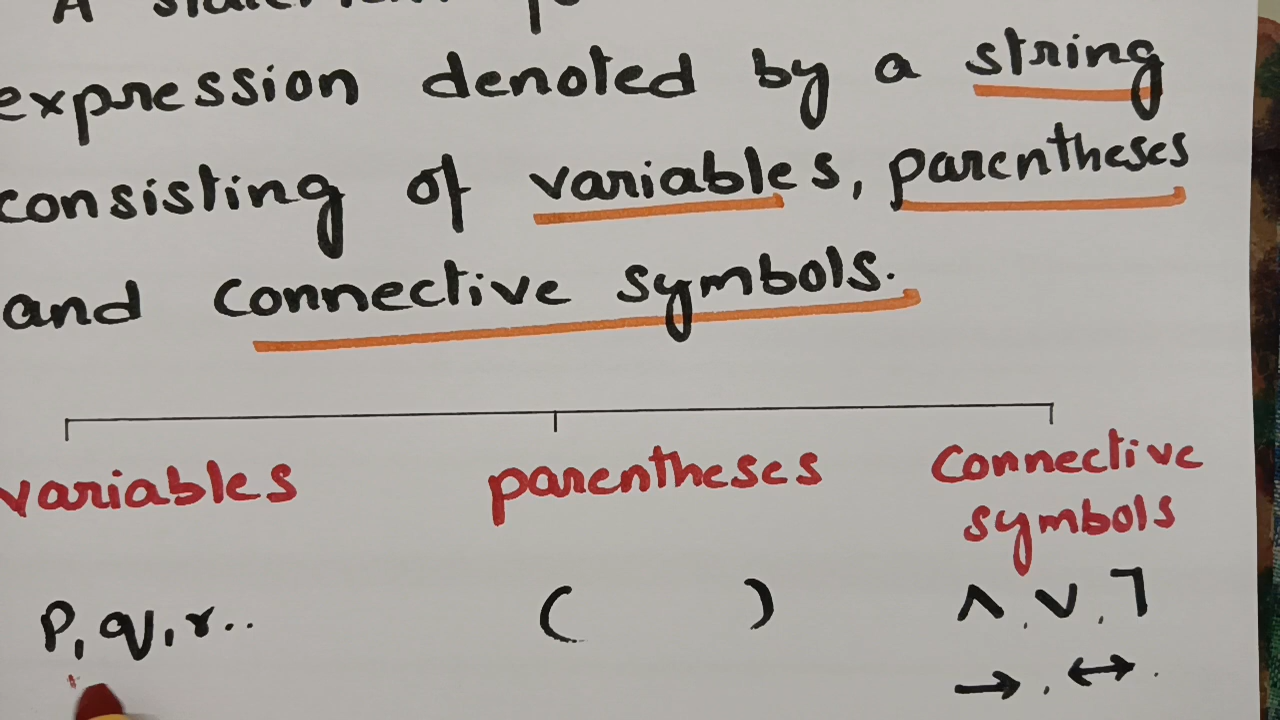 A
expression denoted by a string
consisting of variables, parentheses
and connective symbols.
variables parentheses connective symbols
p, q, r.. ( ) ∧, ∨, ¬
→, ↔.